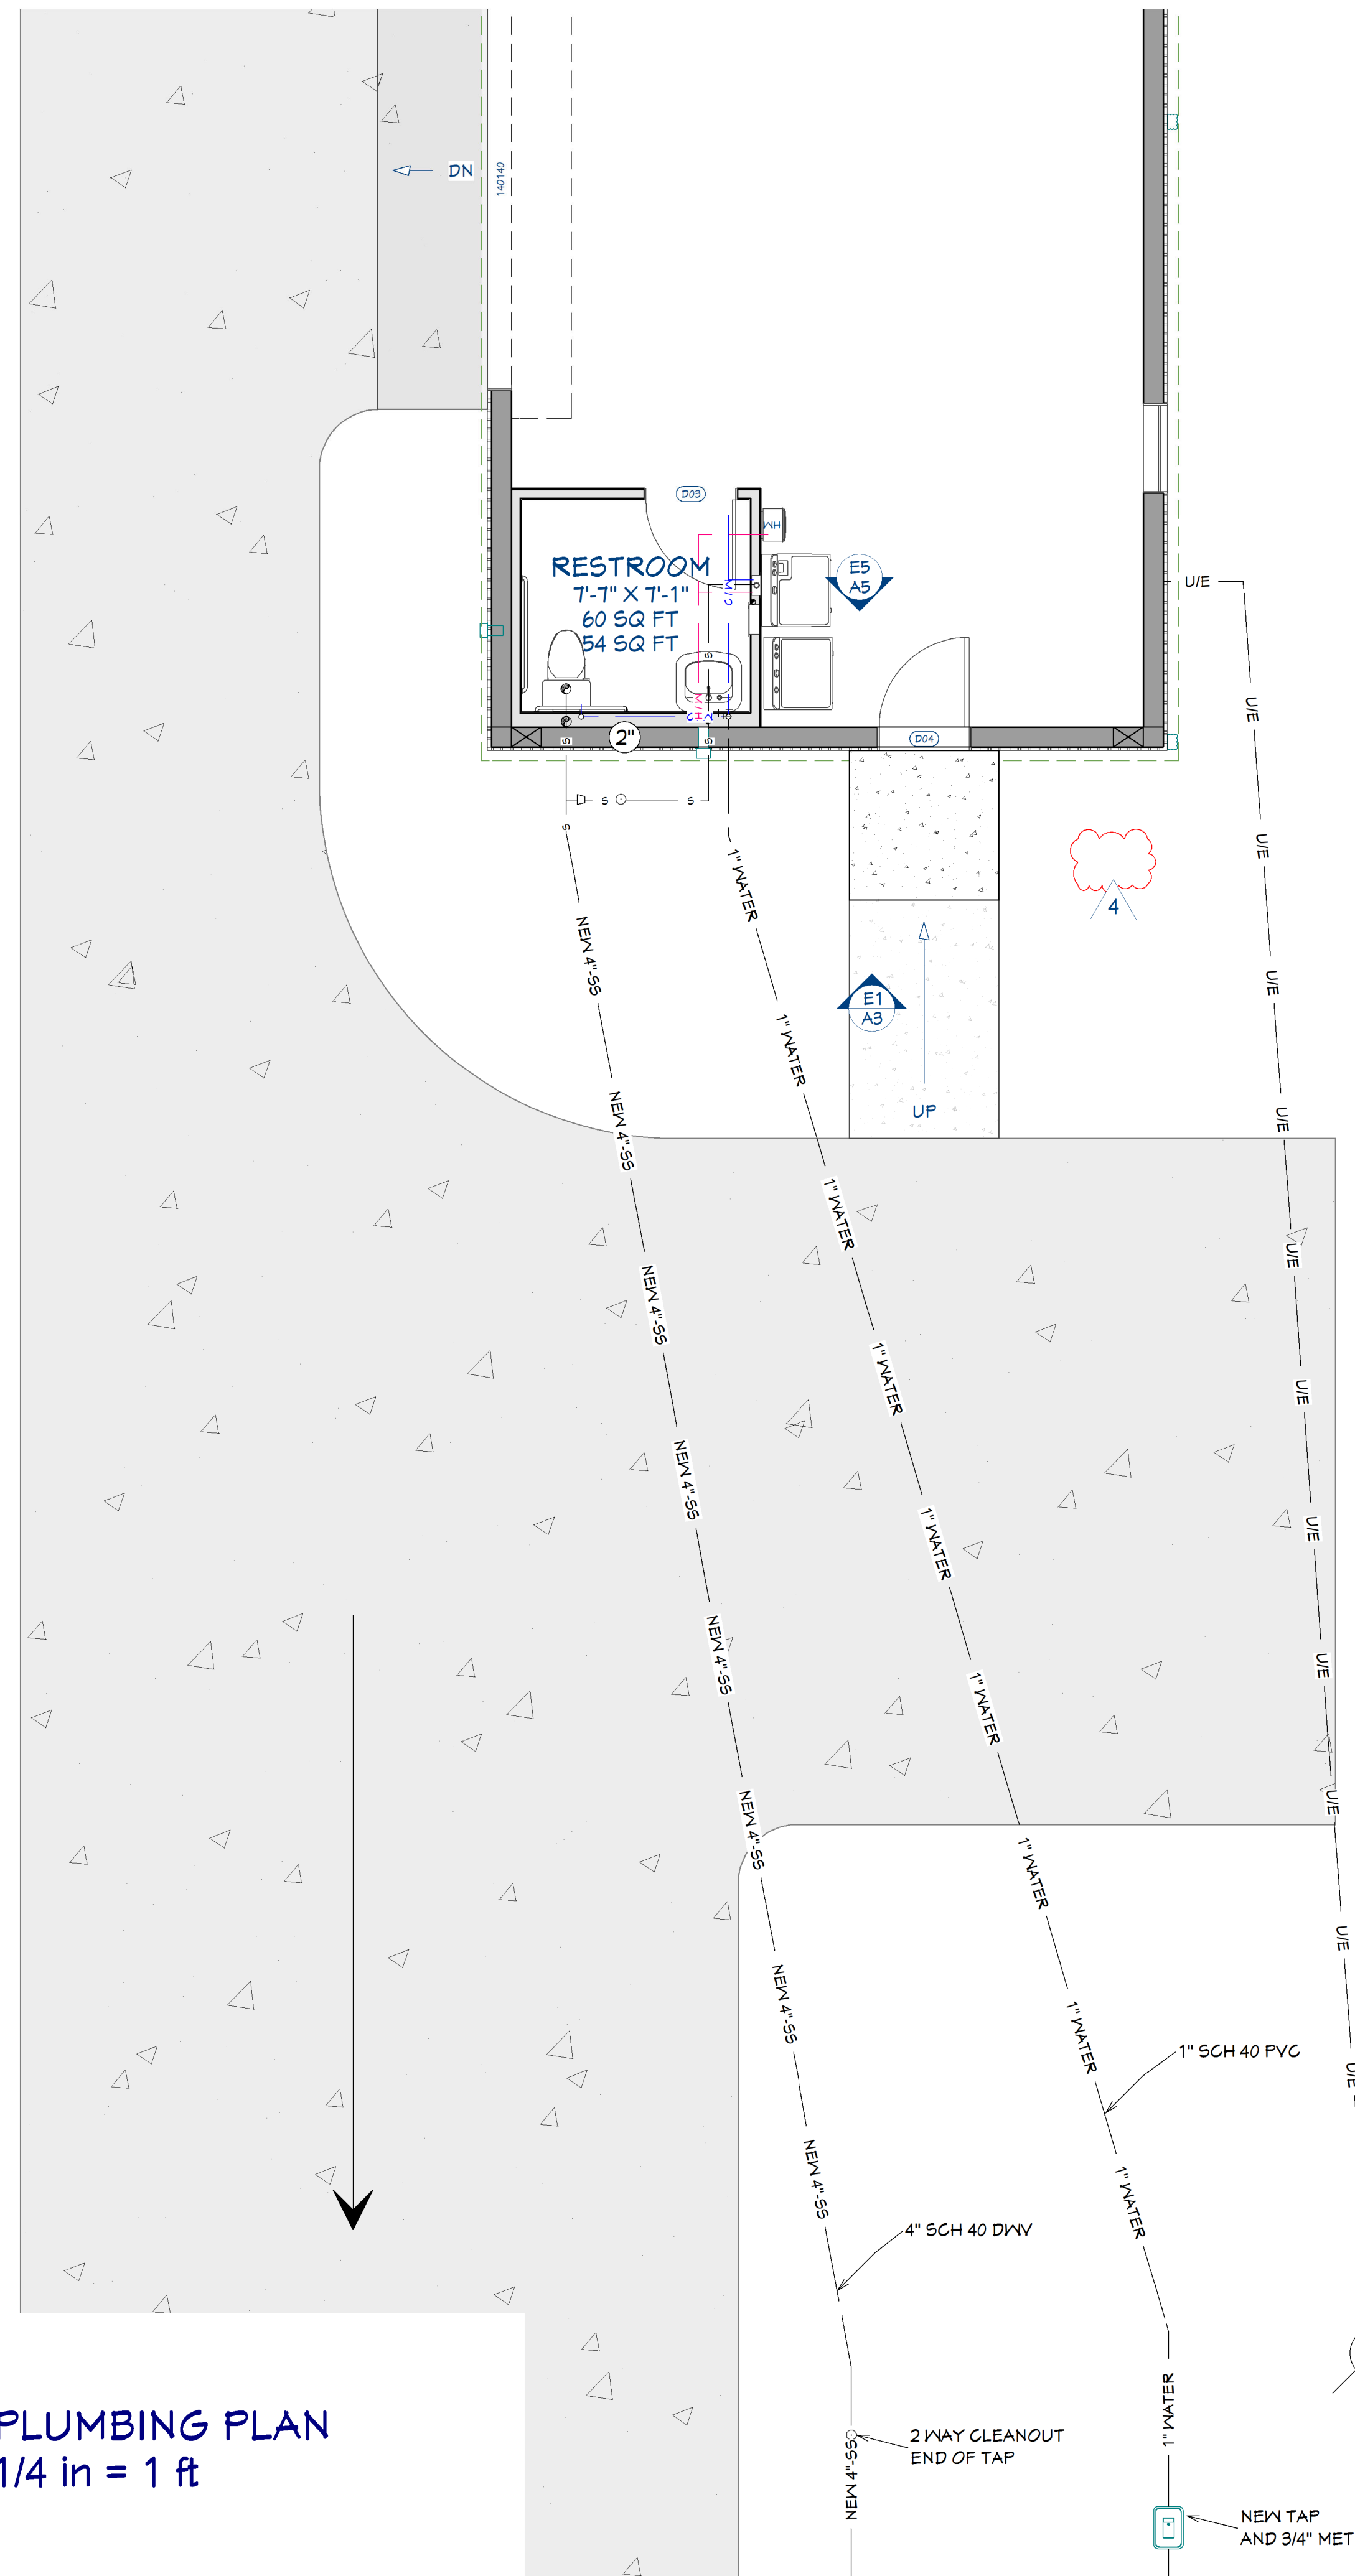 DN
140140
D03
WH
RESTROOM
7'-7" X 7'-1"
60 SQ FT
54 SQ FT
E5
A5
W/C
W/H
S
S
S
2"
D04
S
S
S
U/E
U/E
U/E
U/E
U/E
U/E
U/E
U/E
U/E
U/E
U/E
U/E
4
E1
A3
UP
1" WATER
1" WATER
1" WATER
1" WATER
1" WATER
1" WATER
1" WATER
1" WATER
1" WATER
1" WATER
NEW 4"-SS
NEW 4"-SS
NEW 4"-SS
NEW 4"-SS
NEW 4"-SS
NEW 4"-SS
NEW 4"-SS
NEW 4"-SS
NEW 4"-SS
1" SCH 40 PVC
4" SCH 40 DWV
2 WAY CLEANOUT
END OF TAP
NEW TAP
AND 3/4" MET
PLUMBING PLAN
1/4 in = 1 ft